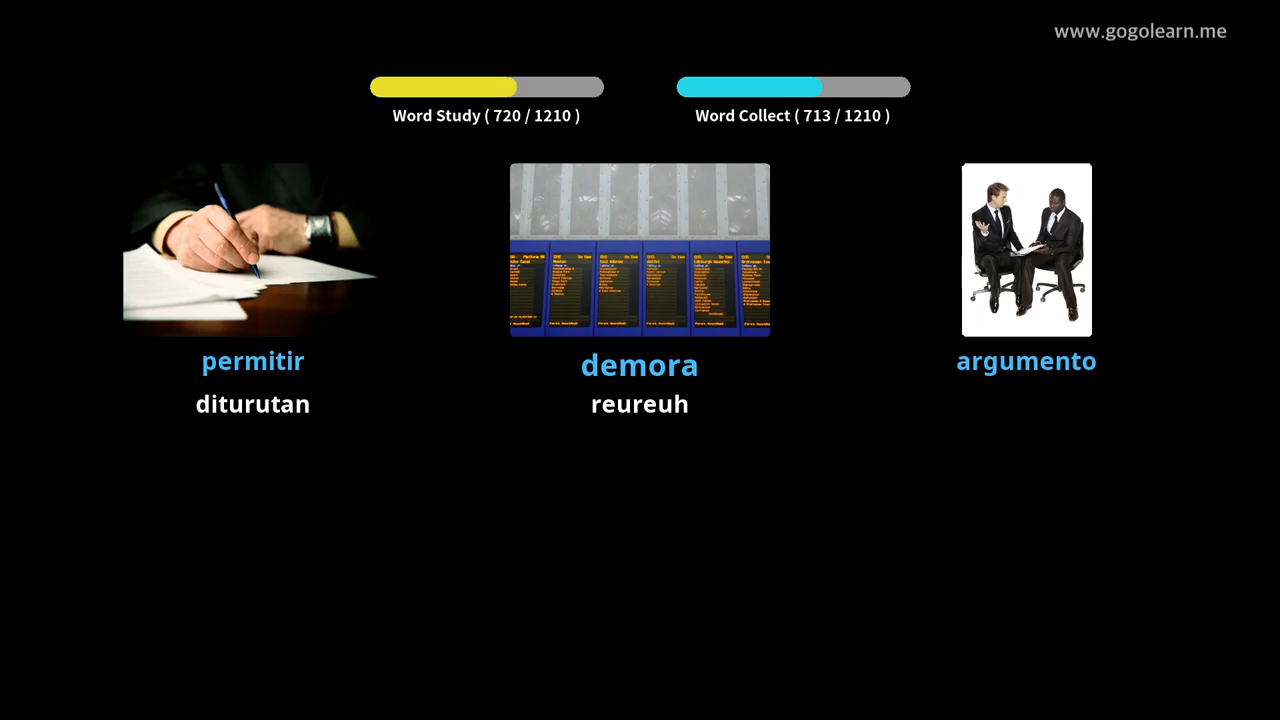 www.gogolearn.me
Word Study ( 720 / 1210 )
Word Collect ( 713 / 1210 )
permitir
demora
argumento
diturutan
reureuh